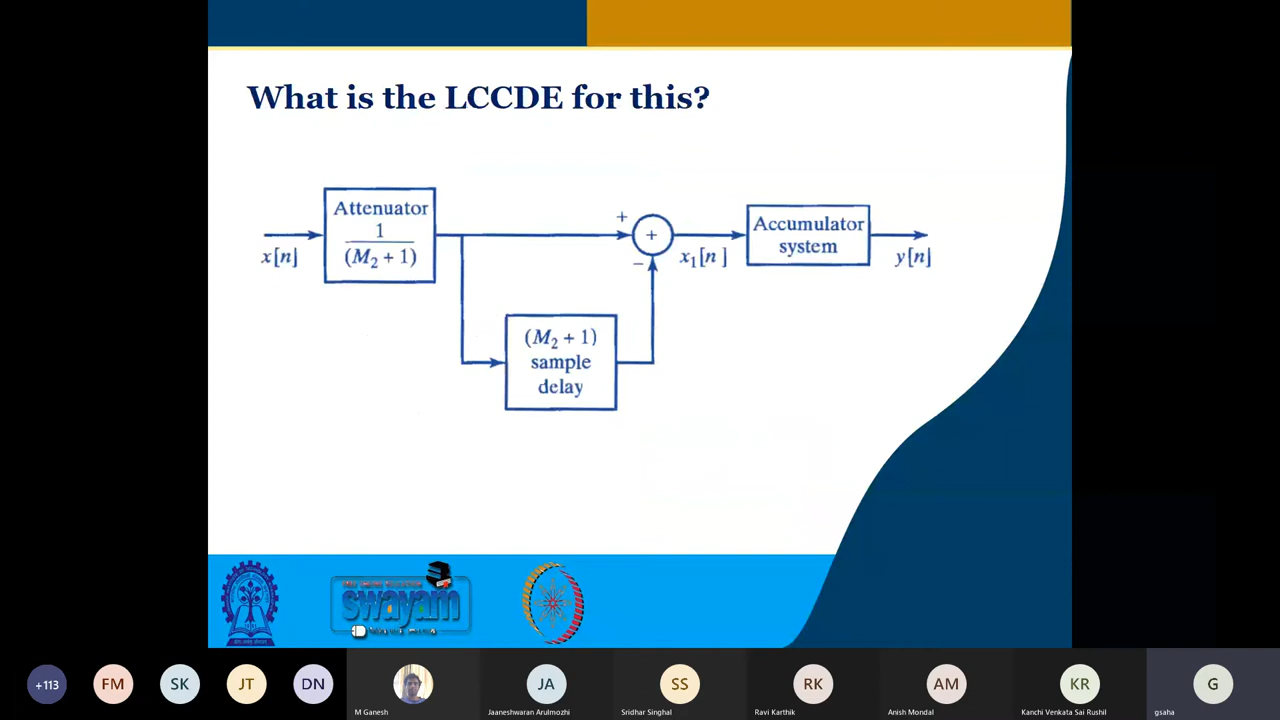 What is the LCCDE for this?
Attenuator
1
(M₂ + 1)
x[n]
+
+
−
x₁[n]
Accumulator
system
y[n]
(M₂ + 1)
sample
delay
swayam
+113
FM
SK
JT
DN
M Ganesh
JA
Jaaneshwaran Arulmozhi
SS
Sridhar Singhal
RK
Ravi Karthik
AM
Anish Mondal
KR
Kanchi Venkata Sai Rushil
G
gsaha